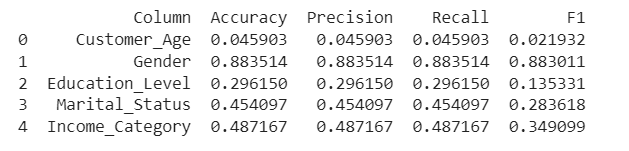 Column Accuracy Precision Recall F1
0 Customer_Age 0.045903 0.045903 0.045903 0.021932
1 Gender 0.883514 0.883514 0.883514 0.883011
2 Education_Level 0.296150 0.296150 0.296150 0.135331
3 Marital_Status 0.454097 0.454097 0.454097 0.283618
4 Income_Category 0.487167 0.487167 0.487167 0.349099